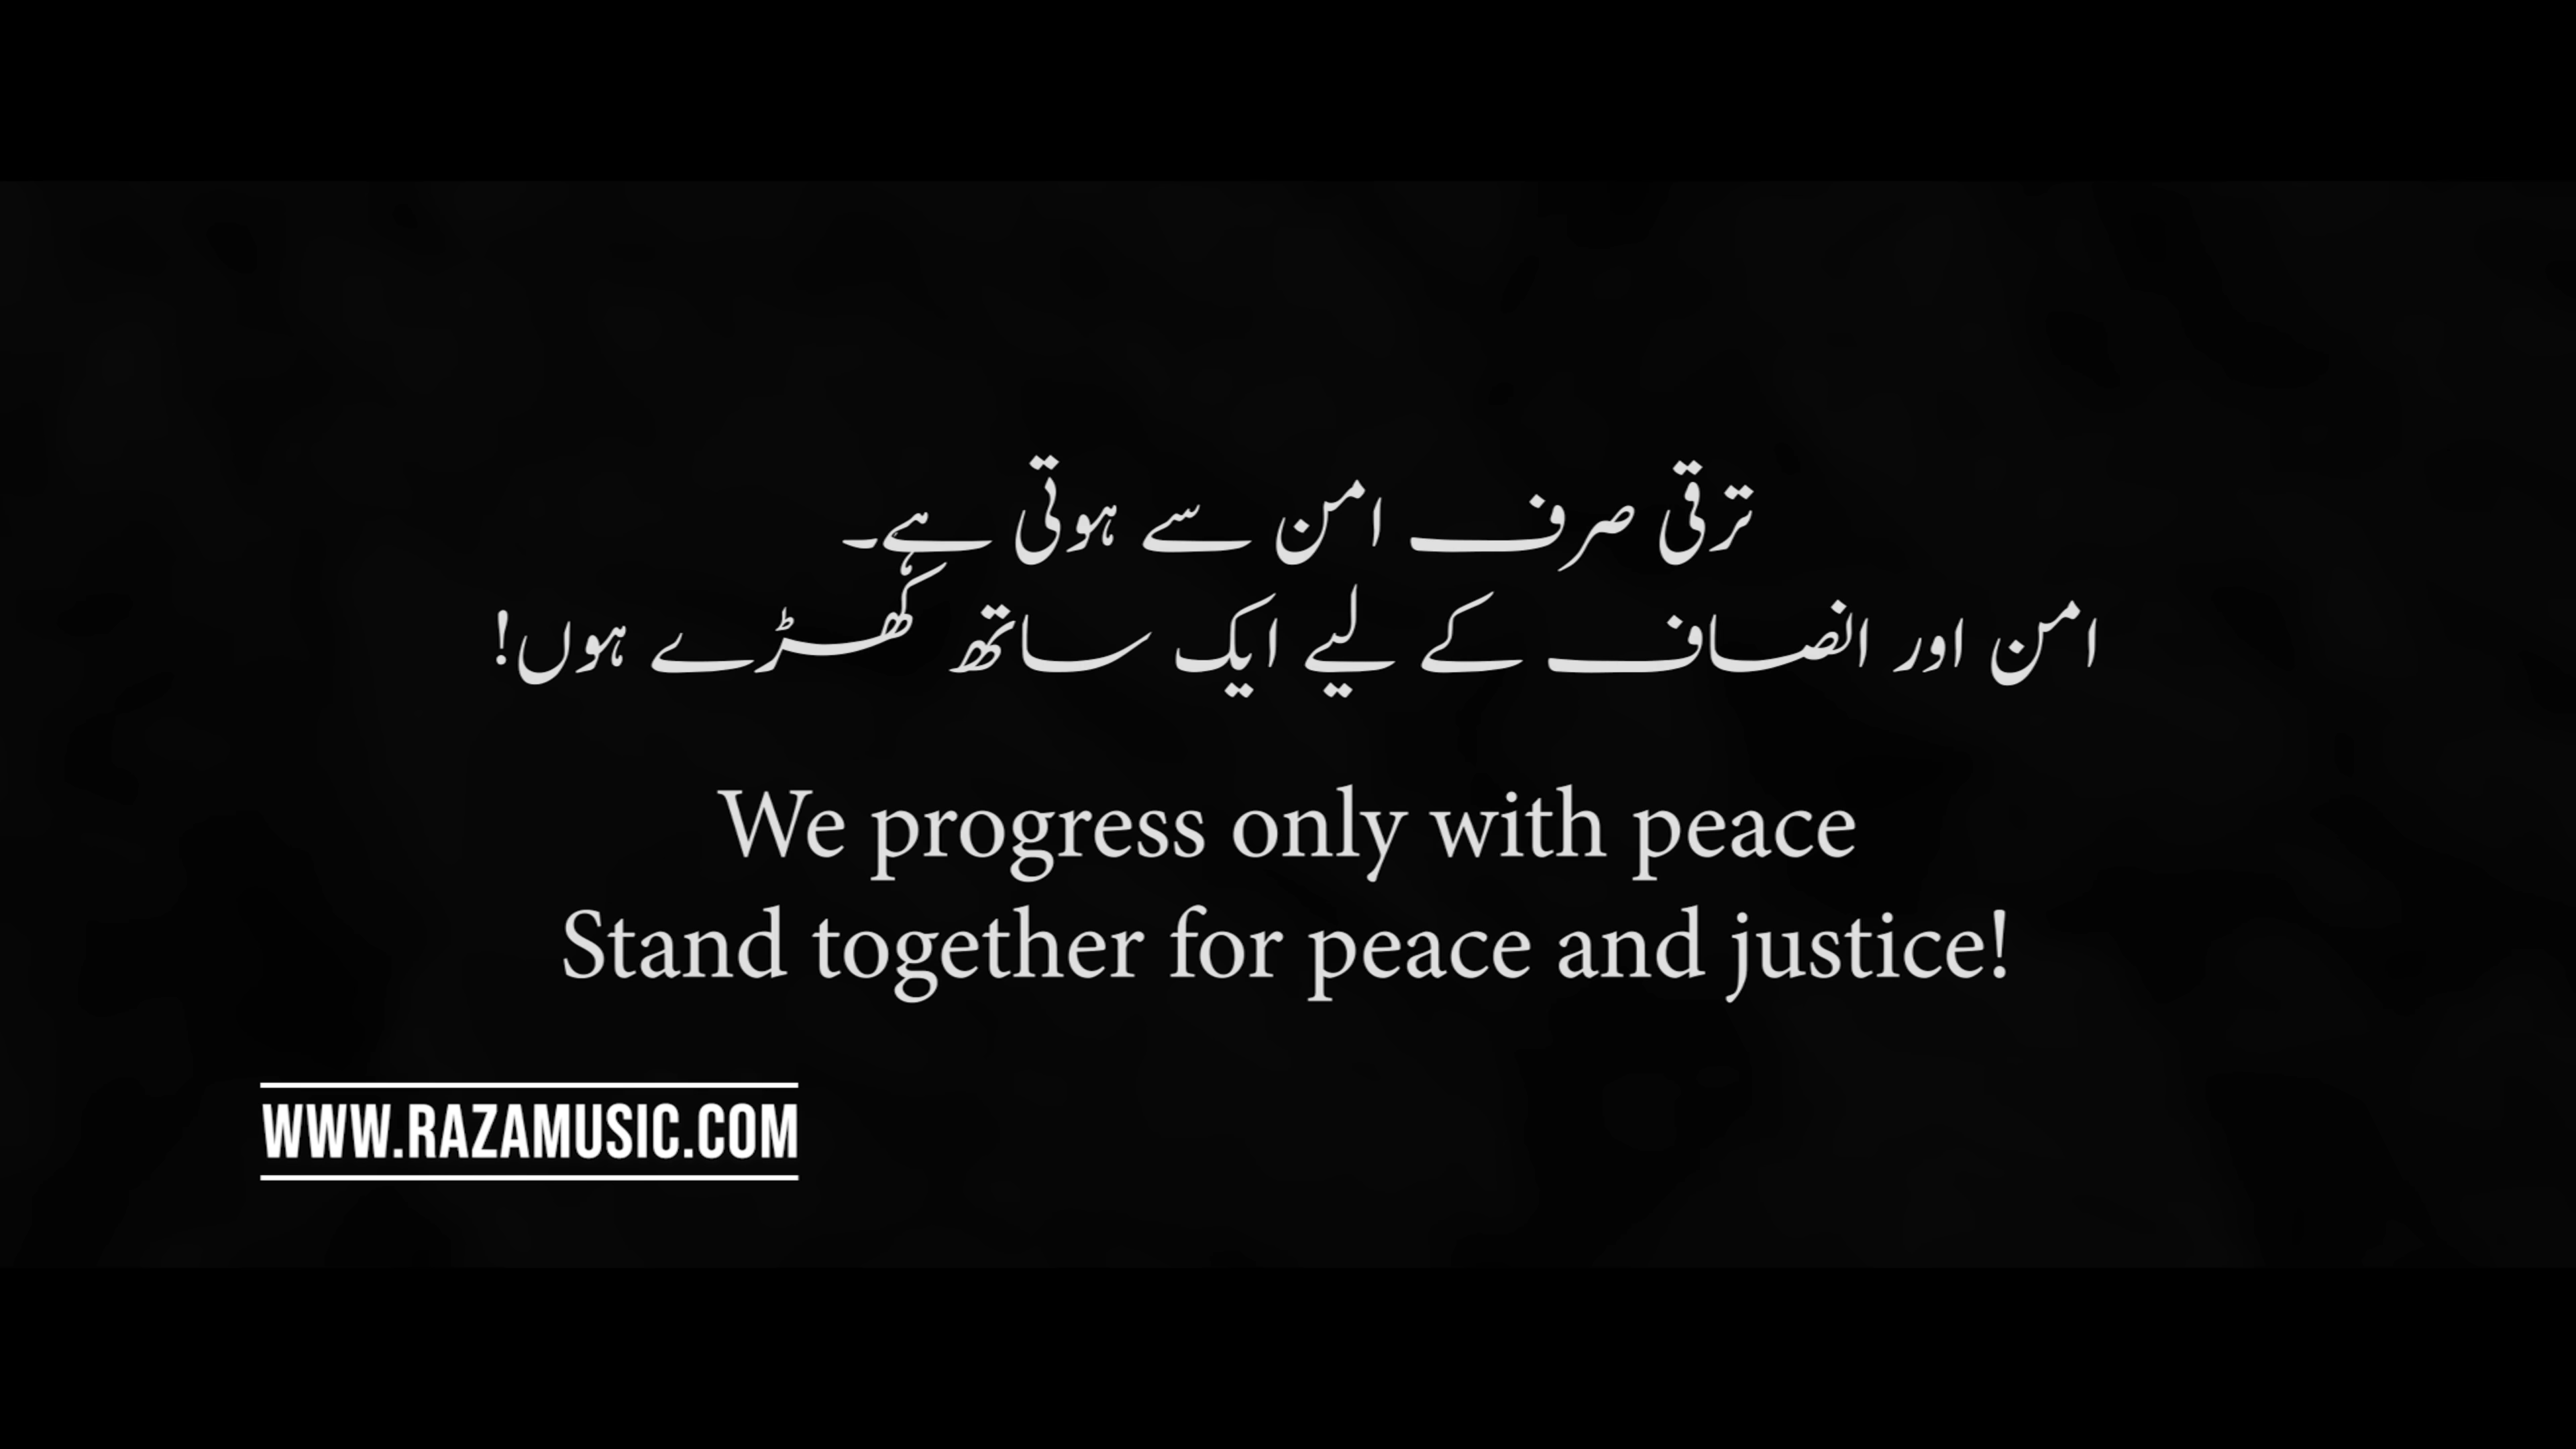 ترقی صرف امن سے ہوتی ہے۔
امن اور انصاف کے لیے ایک ساتھ کھڑے ہوں!
We progress only with peace
Stand together for peace and justice!
WWW.RAZAMUSIC.COM